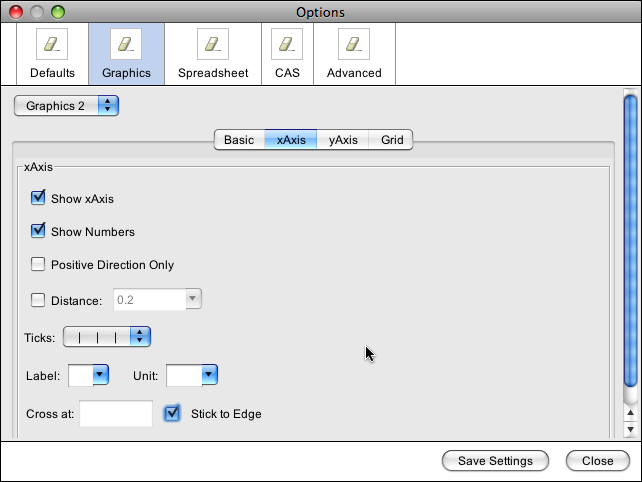 Options
Defaults Graphics Spreadsheet CAS Advanced
Graphics 2
Basic xAxis yAxis Grid
xAxis
Show xAxis
Show Numbers
Positive Direction Only
Distance: 0.2
Ticks:
Label: Unit:
Cross at: Stick to Edge
Save Settings Close